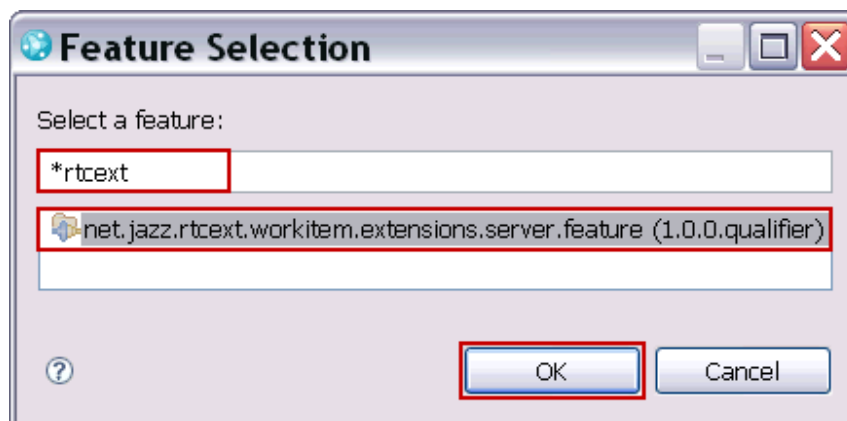 Feature Selection
Select a feature:
*rtcext
net.jazz.rtcext.workitem.extensions.server.feature (1.0.0.qualifier)
?
OK Cancel